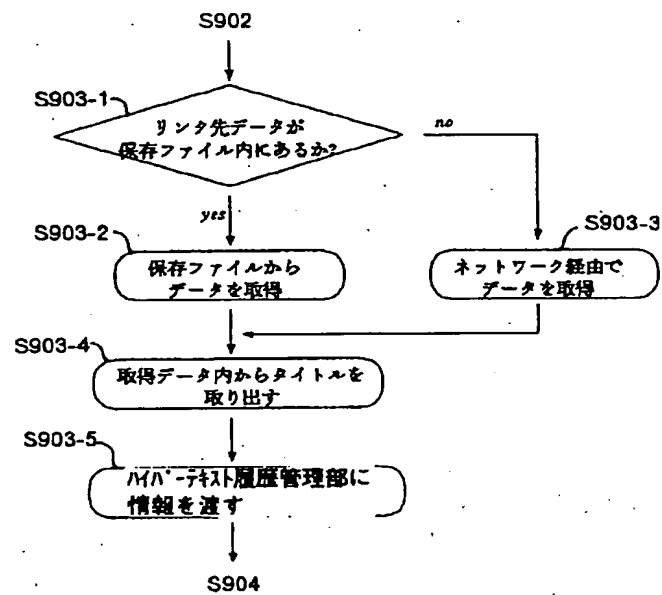 S902
S903-1
リンタ先データが
保存ファイル内にあるか?
no
yes
S903-2
S903-3
保存ファイルから
データを取得
ネットワーク経由で
データを取得
S903-4
取得データ内からタイトルを
取り出す
S903-5
ハイパーテキスト履歴管理部に
情報を渡す
S904